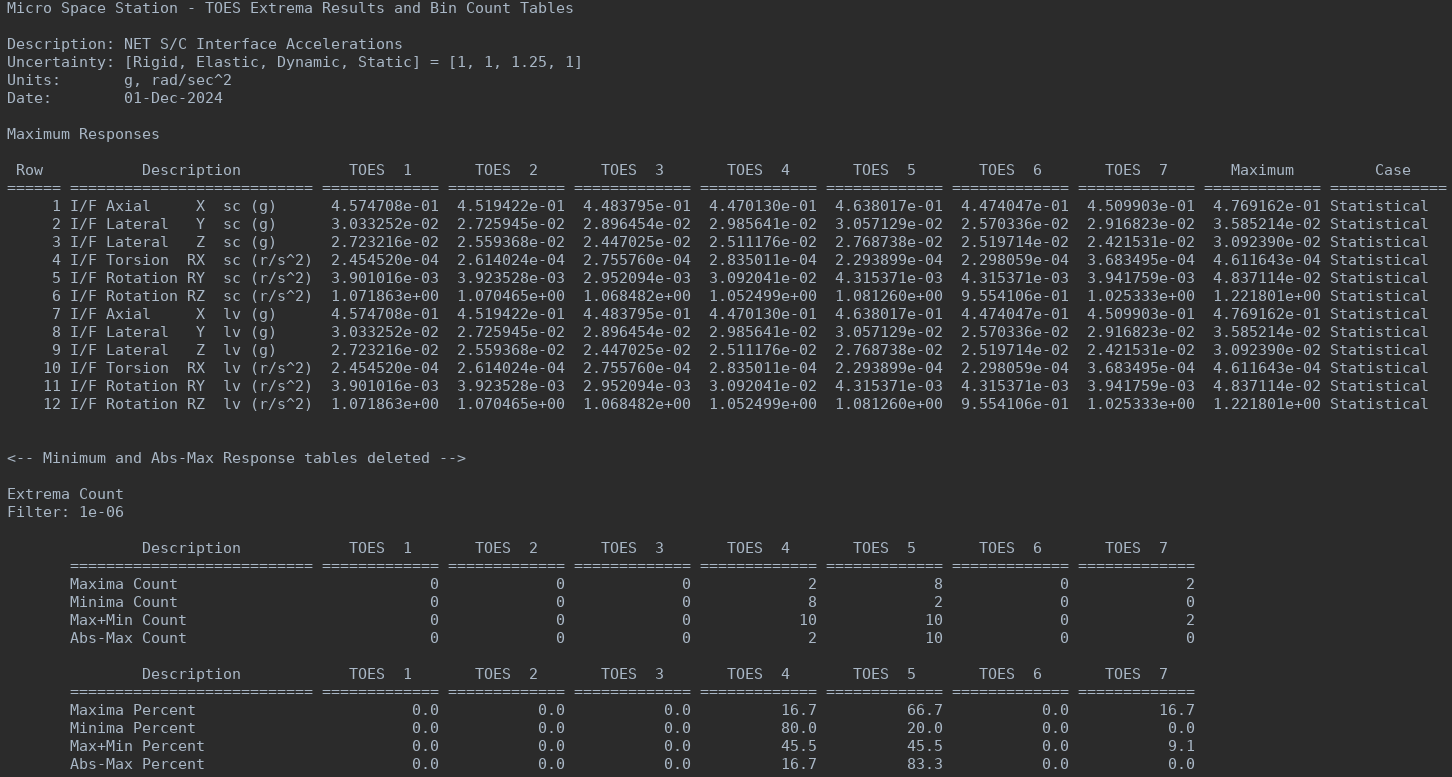 Micro Space Station - TOES Extrema Results and Bin Count Tables
Description: NET S/C Interface Accelerations
Uncertainty: [Rigid, Elastic, Dynamic, Static] = [1, 1, 1.25, 1]
Units:       g, rad/sec^2
Date:        01-Dec-2024
Maximum Responses
 Row           Description            TOES  1       TOES  2       TOES  3       TOES  4       TOES  5       TOES  6       TOES  7       Maximum         Case
====== =========================== ============= ============= ============= ============= ============= ============= ============= ============= =============
     1 I/F Axial     X  sc (g)      4.574708e-01  4.519422e-01  4.483795e-01  4.470130e-01  4.638017e-01  4.474047e-01  4.509903e-01  4.769162e-01 Statistical
     2 I/F Lateral   Y  sc (g)      3.033252e-02  2.725945e-02  2.896454e-02  2.985641e-02  3.057129e-02  2.570336e-02  2.916823e-02  3.585214e-02 Statistical
     3 I/F Lateral   Z  sc (g)      2.723216e-02  2.559368e-02  2.447025e-02  2.511176e-02  2.768738e-02  2.519714e-02  2.421531e-02  3.092390e-02 Statistical
     4 I/F Torsion  RX  sc (r/s^2)  2.454520e-04  2.614024e-04  2.755760e-04  2.835011e-04  2.293899e-04  2.298059e-04  3.683495e-04  4.611643e-04 Statistical
     5 I/F Rotation RY  sc (r/s^2)  3.901016e-03  3.923528e-03  2.952094e-03  3.092041e-02  4.315371e-03  4.315371e-03  3.941759e-03  4.837114e-02 Statistical
     6 I/F Rotation RZ  sc (r/s^2)  1.071863e+00  1.070465e+00  1.068482e+00  1.052499e+00  1.081260e+00  9.554106e-01  1.025333e+00  1.221801e+00 Statistical
     7 I/F Axial     X  lv (g)      4.574708e-01  4.519422e-01  4.483795e-01  4.470130e-01  4.638017e-01  4.474047e-01  4.509903e-01  4.769162e-01 Statistical
     8 I/F Lateral   Y  lv (g)      3.033252e-02  2.725945e-02  2.896454e-02  2.985641e-02  3.057129e-02  2.570336e-02  2.916823e-02  3.585214e-02 Statistical
     9 I/F Lateral   Z  lv (g)      2.723216e-02  2.559368e-02  2.447025e-02  2.511176e-02  2.768738e-02  2.519714e-02  2.421531e-02  3.092390e-02 Statistical
    10 I/F Torsion  RX  lv (r/s^2)  2.454520e-04  2.614024e-04  2.755760e-04  2.835011e-04  2.293899e-04  2.298059e-04  3.683495e-04  4.611643e-04 Statistical
    11 I/F Rotation RY  lv (r/s^2)  3.901016e-03  3.923528e-03  2.952094e-03  3.092041e-02  4.315371e-03  4.315371e-03  3.941759e-03  4.837114e-02 Statistical
    12 I/F Rotation RZ  lv (r/s^2)  1.071863e+00  1.070465e+00  1.068482e+00  1.052499e+00  1.081260e+00  9.554106e-01  1.025333e+00  1.221801e+00 Statistical
<-- Minimum and Abs-Max Response tables deleted -->
Extrema Count
Filter: 1e-06
               Description            TOES  1       TOES  2       TOES  3       TOES  4       TOES  5       TOES  6       TOES  7
       =========================== ============= ============= ============= ============= ============= ============= =============
       Maxima Count                            0             0             0             2             8             0             2
       Minima Count                            0             0             0             8             2             0             0
       Max+Min Count                           0             0             0            10            10             0             2
       Abs-Max Count                           0             0             0             2            10             0             0
               Description            TOES  1       TOES  2       TOES  3       TOES  4       TOES  5       TOES  6       TOES  7
       =========================== ============= ============= ============= ============= ============= ============= =============
       Maxima Percent                        0.0           0.0           0.0          16.7          66.7           0.0          16.7
       Minima Percent                        0.0           0.0           0.0          80.0          20.0           0.0           0.0
       Max+Min Percent                       0.0           0.0           0.0          45.5          45.5           0.0           9.1
       Abs-Max Percent                       0.0           0.0           0.0          16.7          83.3           0.0           0.0